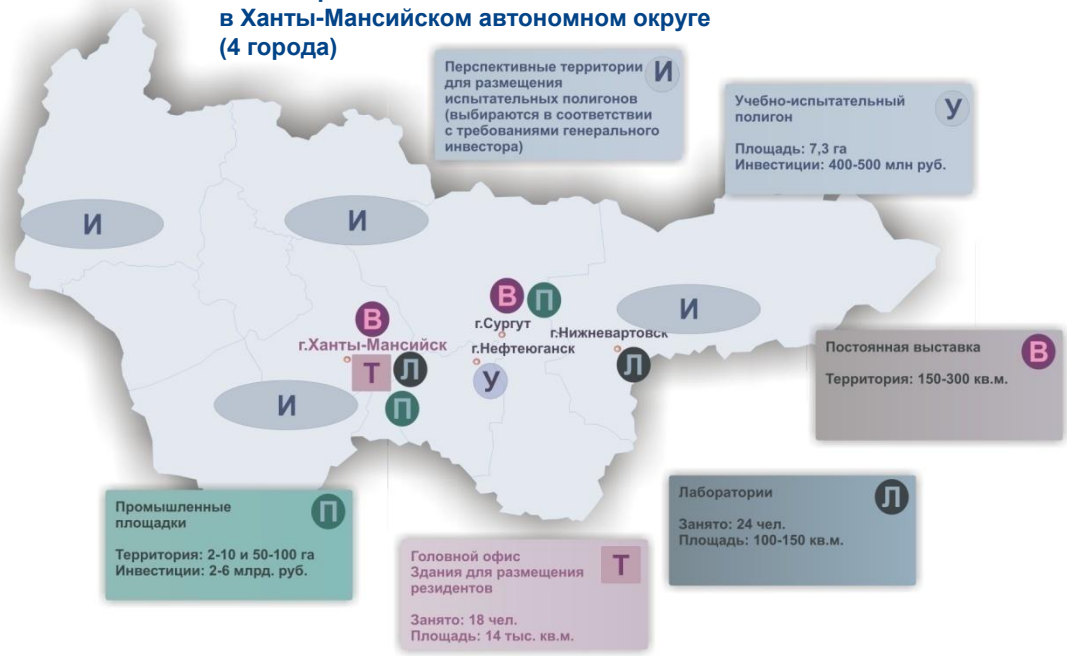 в Ханты-Мансийском автономном округе
(4 города)
Перспективные территории
для размещения
испытательных полигонов
(выбираются в соответствии
с требованиями генерального
инвестора)
И
Учебно-испытательный
полигон
У
Площадь: 7,3 га
Инвестиции: 400-500 млн руб.
И
И
И
И
В
г.Ханты-Мансийск
Т
Л
П
В
П
г.Сургут
г.Нефтеюганск
У
г.Нижневартовск
Л
Постоянная выставка
В
Территория: 150-300 кв.м.
Промышленные
площадки
П
Территория: 2-10 и 50-100 га
Инвестиции: 2-6 млрд. руб.
Головной офис
Здания для размещения
резидентов
Т
Занято: 18 чел.
Площадь: 14 тыс. кв.м.
Лаборатории
Л
Занято: 24 чел.
Площадь: 100-150 кв.м.